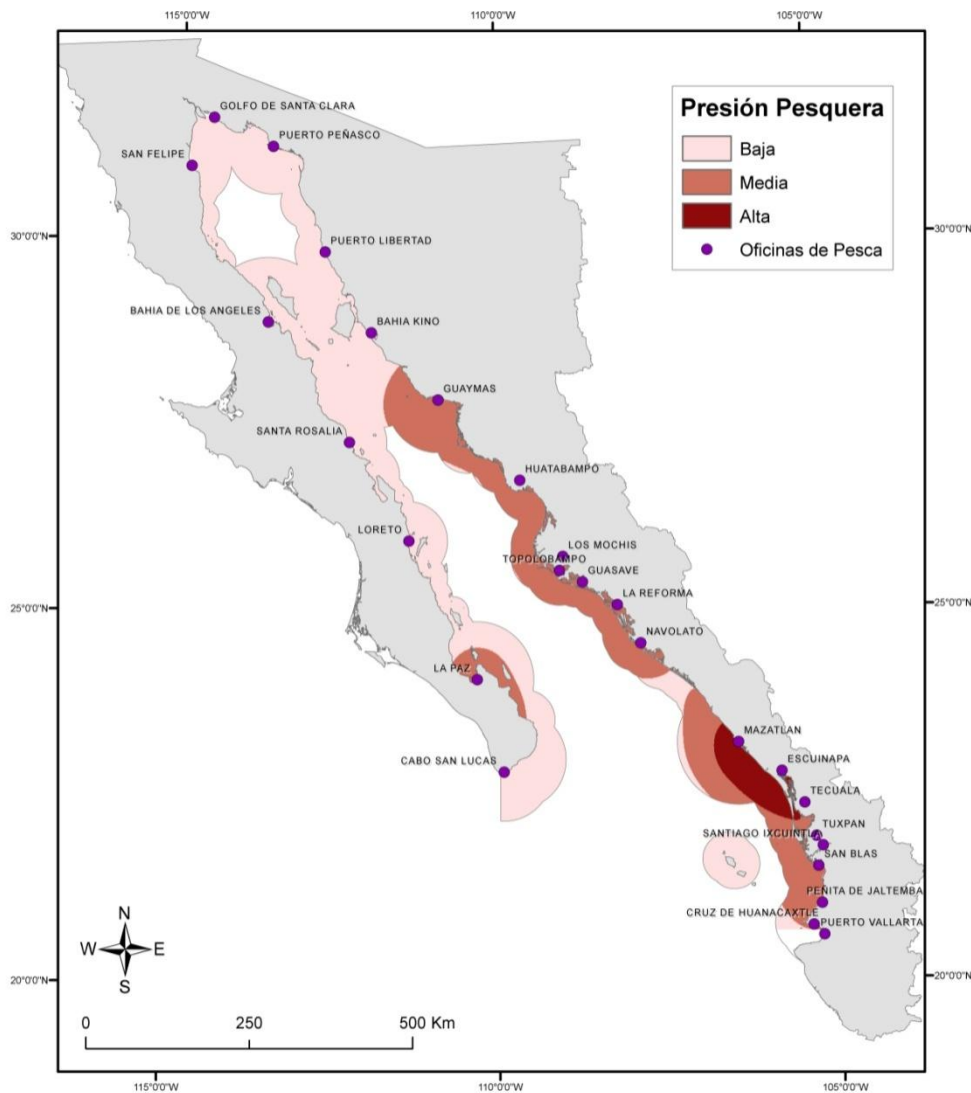 115°0'0"W
110°0'0"W
105°0'0"W
Presión Pesquera
Baja
Media
Alta
Oficinas de Pesca
GOLFO DE SANTA CLARA
PUERTO PEÑASCO
SAN FELIPE
30°0'0"N
30°0'0"N
PUERTO LIBERTAD
BAHIA DE LOS ANGELES
BAHIA KINO
GUAYMAS
SANTA ROSALIA
HUATABAMPO
LORETO
LOS MOCHIS
TOPOLOBAMPO
GUASAVE
LA REFORMA
25°0'0"N
25°0'0"N
NAVOLATO
LA PAZ
MAZATLAN
CABO SAN LUCAS
ESCUINAPA
TECUALA
TUXPAN
SANTIAGO IXCUINTLA
SAN BLAS
PEÑITA DE JALTEMBA
CRUZ DE HUANACAXTLE
PUERTO VALLARTA
N
W
E
S
20°0'0"N
20°0'0"N
0
250
500 Km
115°0'0"W
110°0'0"W
105°0'0"W